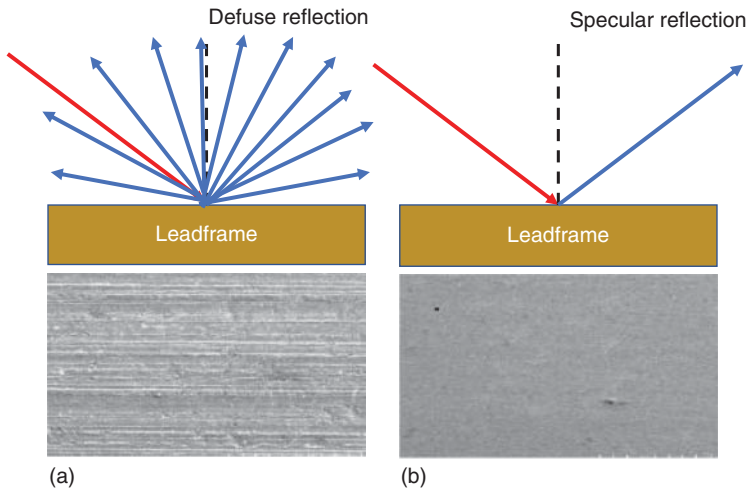 Defuse reflection
Specular reflection
Leadframe
Leadframe
(a)
(b)